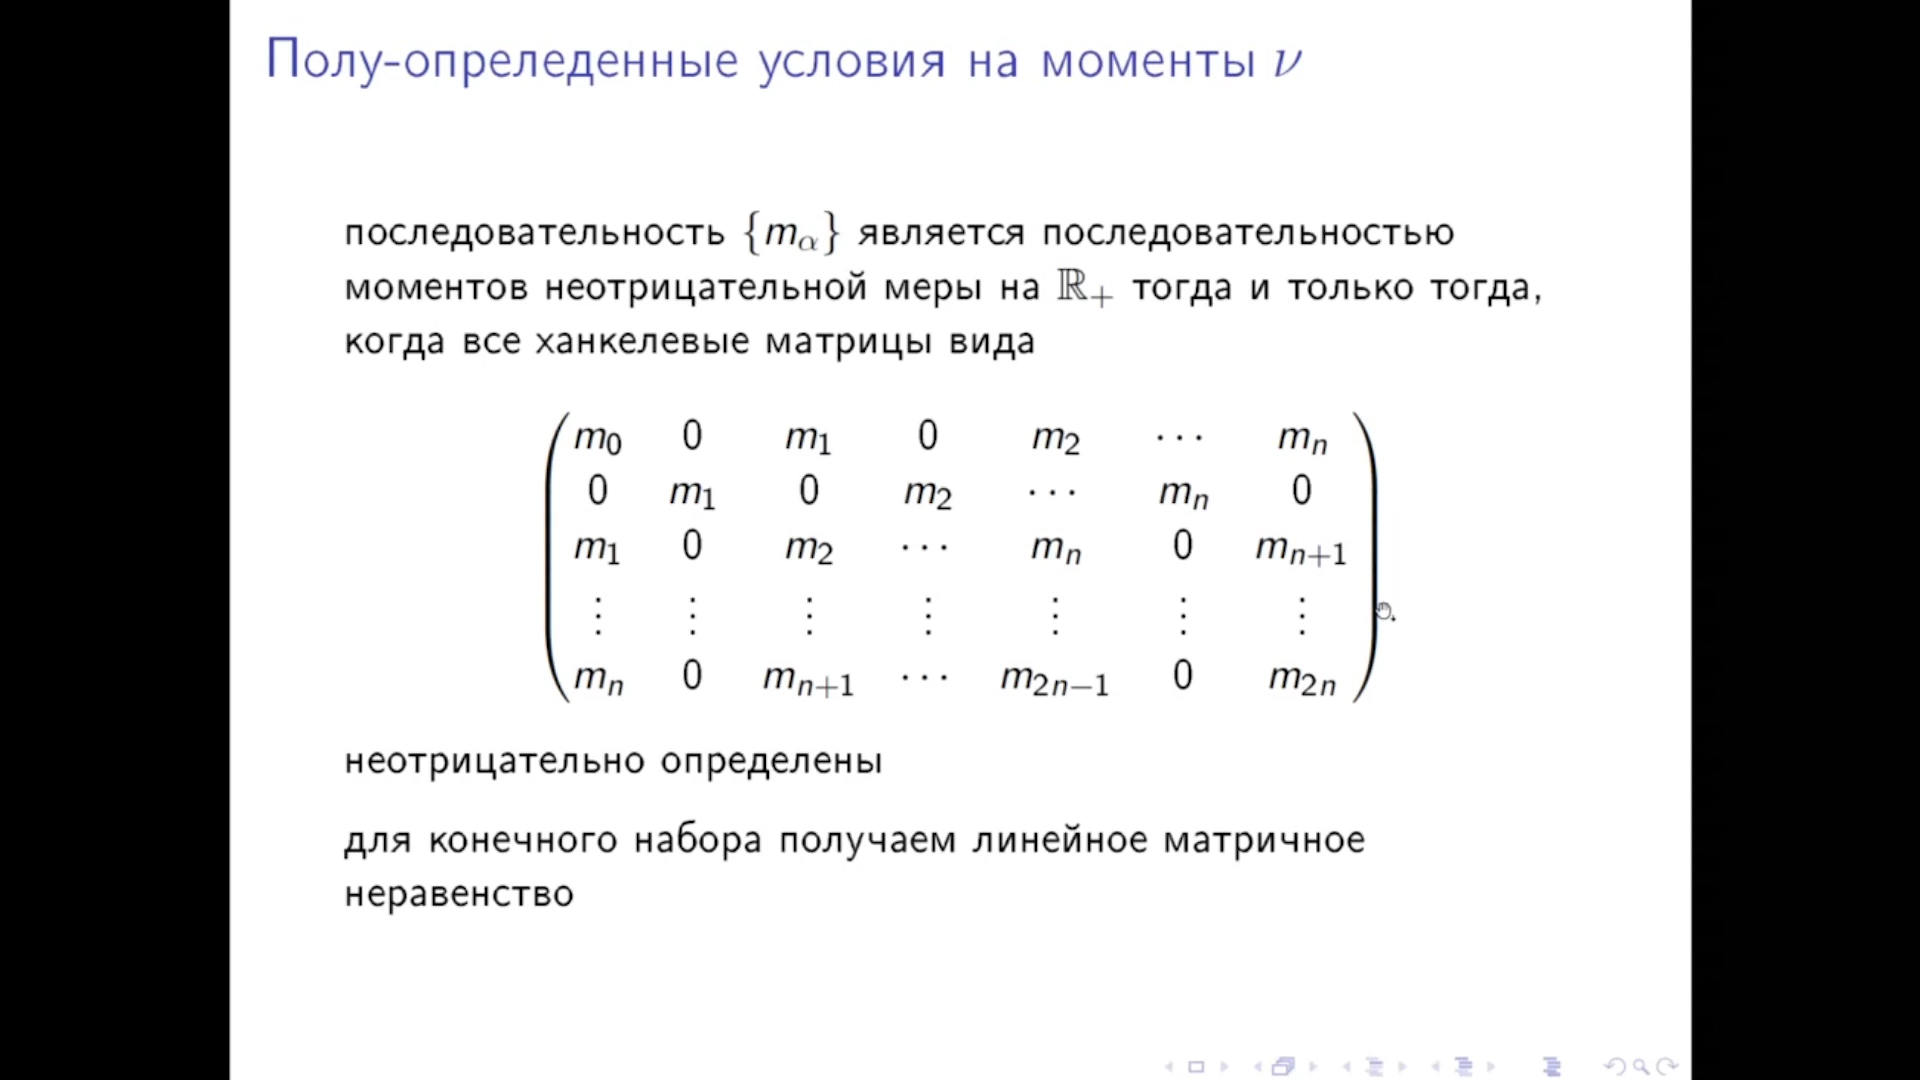 Полу-опреледенные условия на моменты ν
последовательность {m_α} является последовательностью
моментов неотрицательной меры на ℝ₊ тогда и только тогда,
когда все ханкелевые матрицы вида
m₀ 0 m₁ 0 m₂ ⋯ mₙ
0 m₁ 0 m₂ ⋯ mₙ 0
m₁ 0 m₂ ⋯ mₙ 0 mₙ₊₁
⋮ ⋮ ⋮ ⋮ ⋮ ⋮ ⋮
mₙ 0 mₙ₊₁ ⋯ m₂ₙ₋₁ 0 m₂ₙ
неотрицательно определены
для конечного набора получаем линейное матричное
неравенство